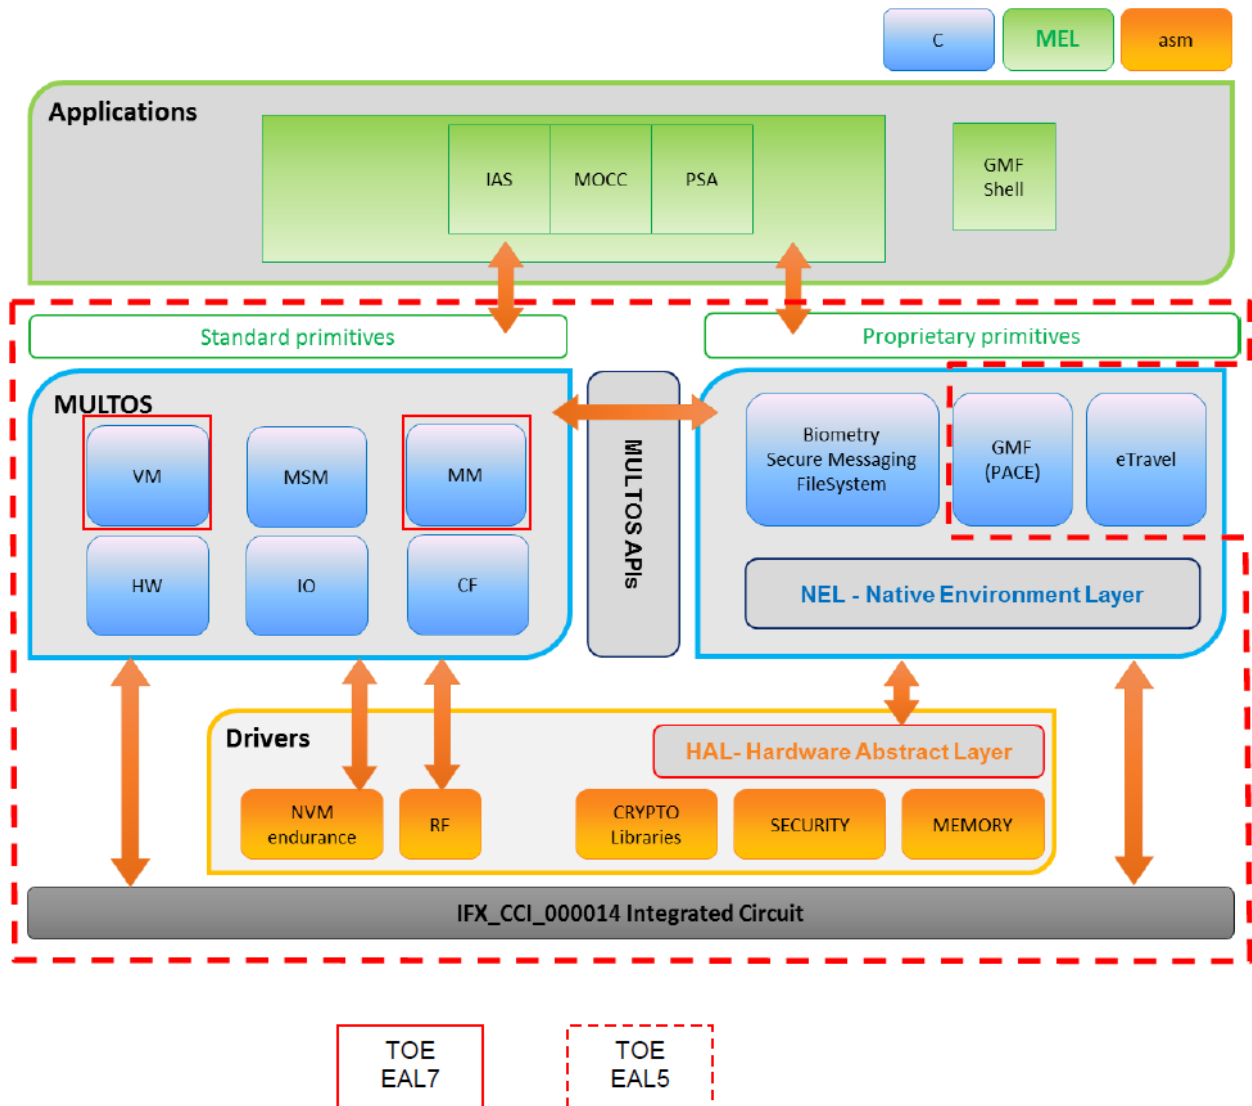 C
MEL
asm
Applications
IAS
MOCC
PSA
GMF
Shell
Standard primitives
Proprietary primitives
MULTOS
VM
MSM
MM
HW
IO
CF
MULTOS APIs
Biometry
Secure Messaging
FileSystem
GMF
(PACE)
eTravel
NEL - Native Environment Layer
Drivers
HAL- Hardware Abstract Layer
NVM
endurance
RF
CRYPTO
Libraries
SECURITY
MEMORY
IFX_CCI_000014 Integrated Circuit
TOE
EAL7
TOE
EAL5